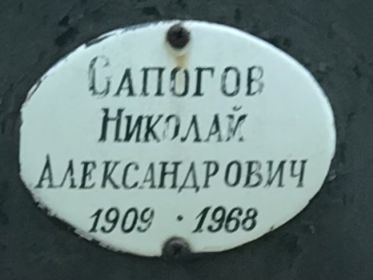 Сапогов
Николай
Александрович
1909 · 1968